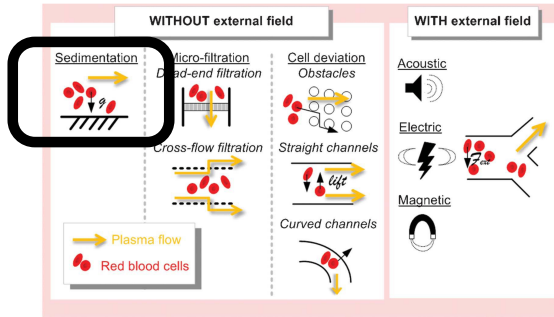 WITHOUT external field
WITH external field
Sedimentation
g
Micro-filtration
Dead-end filtration
Cross-flow filtration
Cell deviation
Obstacles
Straight channels
lift
Curved channels
Plasma flow
Red blood cells
Acoustic
Electric
Magnetic
Fext